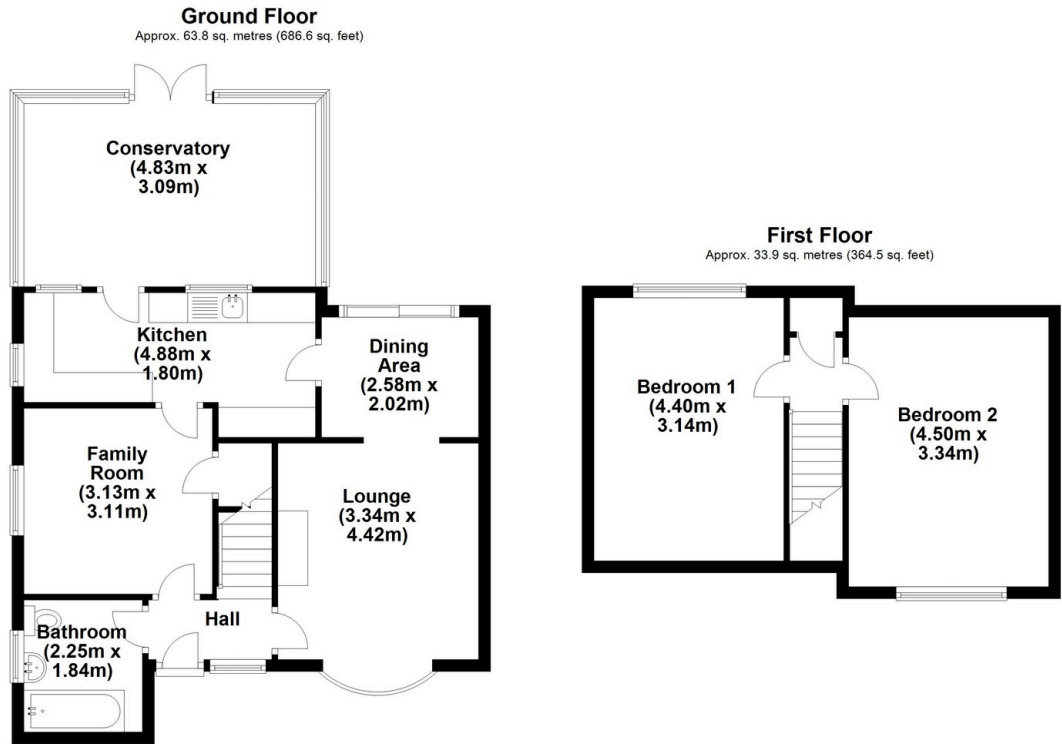 Ground Floor
Approx. 63.8 sq. metres (686.6 sq. feet)
Conservatory
(4.83m x
3.09m)
Kitchen
(4.88m x
1.80m)
Dining
Area
(2.58m x
2.02m)
Family
Room
(3.13m x
3.11m)
Lounge
(3.34m x
4.42m)
Hall
Bathroom
(2.25m x
1.84m)
First Floor
Approx. 33.9 sq. metres (364.5 sq. feet)
Bedroom 1
(4.40m x
3.14m)
Bedroom 2
(4.50m x
3.34m)